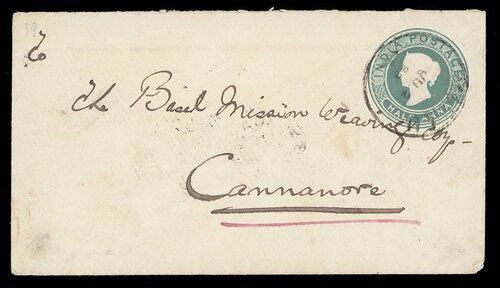 To
The Basel Mission Weaving Coy-
Cannanore
INDIA POSTAGE
HALF ANNA